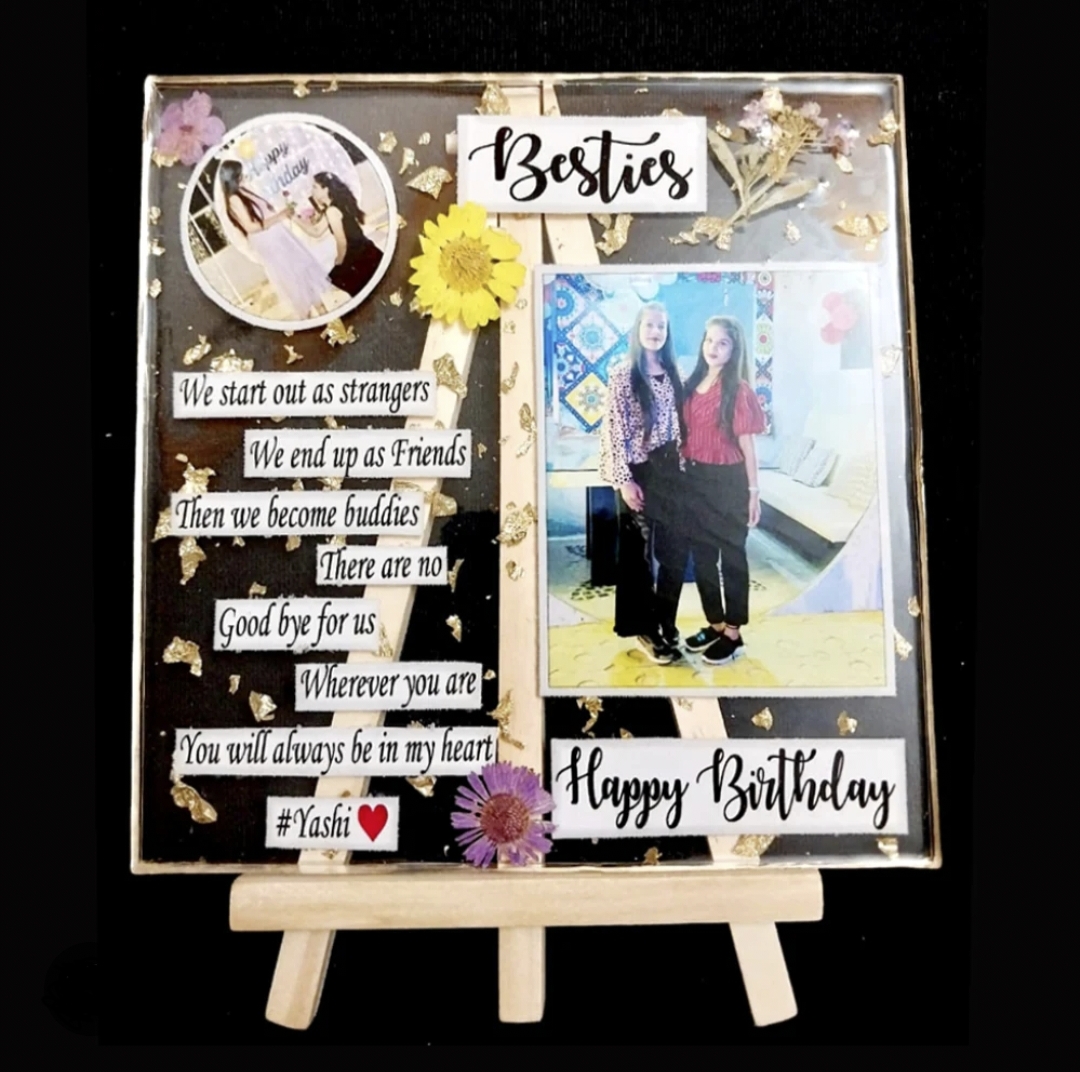 Besties
Happy
We start out as strangers
We end up as Friends
Then we become buddies
There are no
Good bye for us
Wherever you are
You will always be in my heart
#Yashi
Happy Birthday